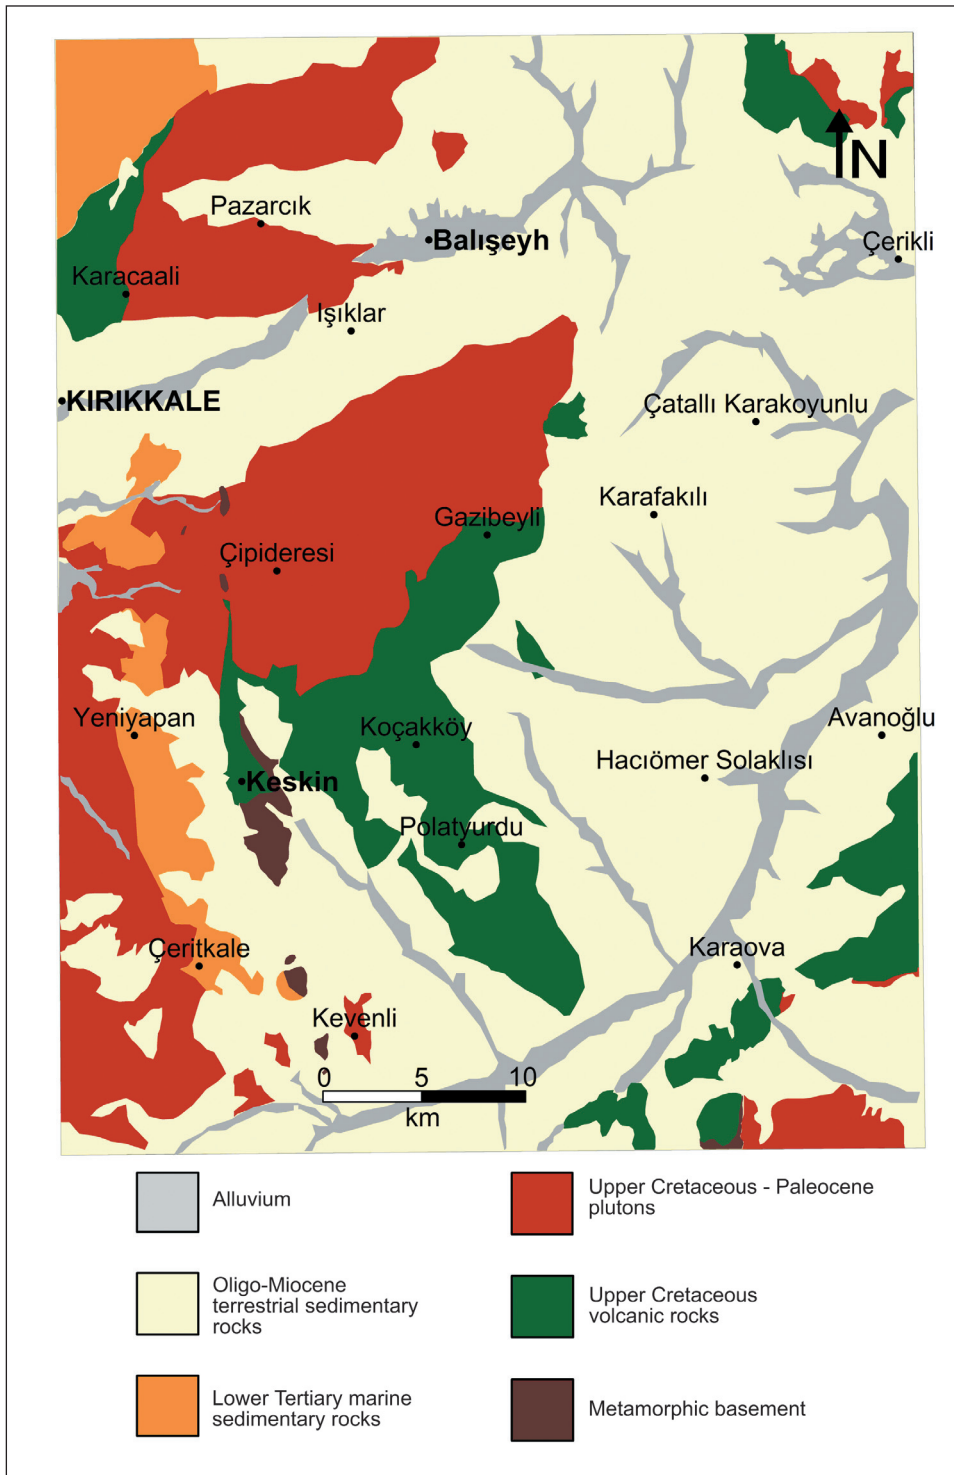 N
Pazarcık
Balışeyh
Çerikli
Karacaali
Işıklar
KIRIKKALE
Çatallı Karakoyunlu
Karafakılı
Gazibeyli
Çipideresi
Yeniyapan
Koçakköy
Avanoğlu
Hacıömer Solaklısı
Keskin
Polatyurdu
Çeritkale
Karaova
Kevenli
0 5 10
km
Alluvium
Oligo-Miocene
terrestrial sedimentary
rocks
Lower Tertiary marine
sedimentary rocks
Upper Cretaceous - Paleocene
plutons
Upper Cretaceous
volcanic rocks
Metamorphic basement